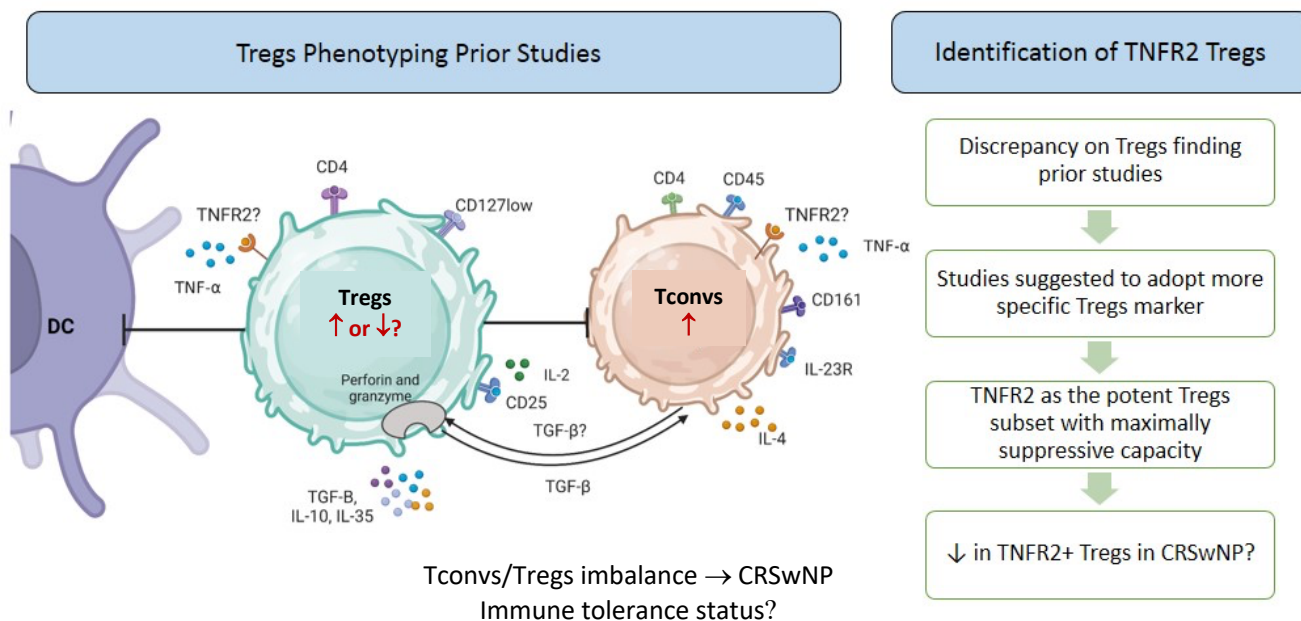 Tregs Phenotyping Prior Studies
Identification of TNFR2 Tregs
CD4
CD127low
TNFR2?
TNF-α
DC
Tregs
↑ or ↓?
Perforin and
granzyme
IL-2
CD25
TGF-β?
TGF-β
TGF-B,
IL-10, IL-35
CD4
CD45
TNFR2?
TNF-α
Tconvs
↑
CD161
IL-23R
IL-4
Tconvs/Tregs imbalance → CRSwNP
Immune tolerance status?
Discrepancy on Tregs finding
prior studies
Studies suggested to adopt more
specific Tregs marker
TNFR2 as the potent Tregs
subset with maximally
suppressive capacity
↓ in TNFR2+ Tregs in CRSwNP?